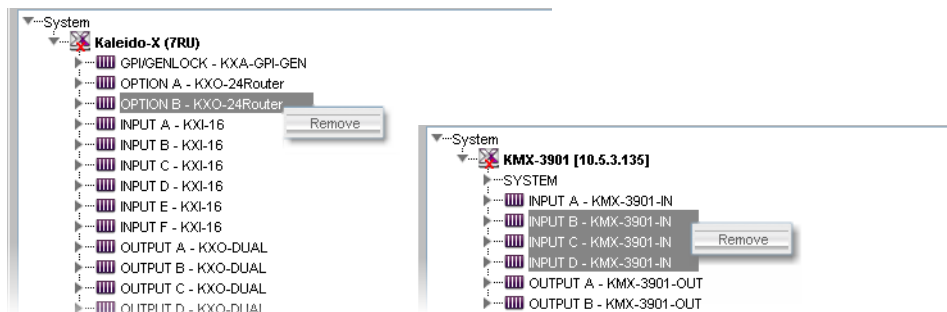 System
Kaleido-X (7RU)
GPI/GENLOCK - KXA-GPI-GEN
OPTION A - KXO-24Router
OPTION B - KXO-24Router
Remove
INPUT A - KXI-16
INPUT B - KXI-16
INPUT C - KXI-16
INPUT D - KXI-16
INPUT E - KXI-16
INPUT F - KXI-16
OUTPUT A - KXO-DUAL
OUTPUT B - KXO-DUAL
OUTPUT C - KXO-DUAL
OUTPUT D - KXO-DUAL
System
KMX-3901 [10.5.3.135]
SYSTEM
INPUT A - KMX-3901-IN
INPUT B - KMX-3901-IN
INPUT C - KMX-3901-IN
Remove
INPUT D - KMX-3901-IN
OUTPUT A - KMX-3901-OUT
OUTPUT B - KMX-3901-OUT